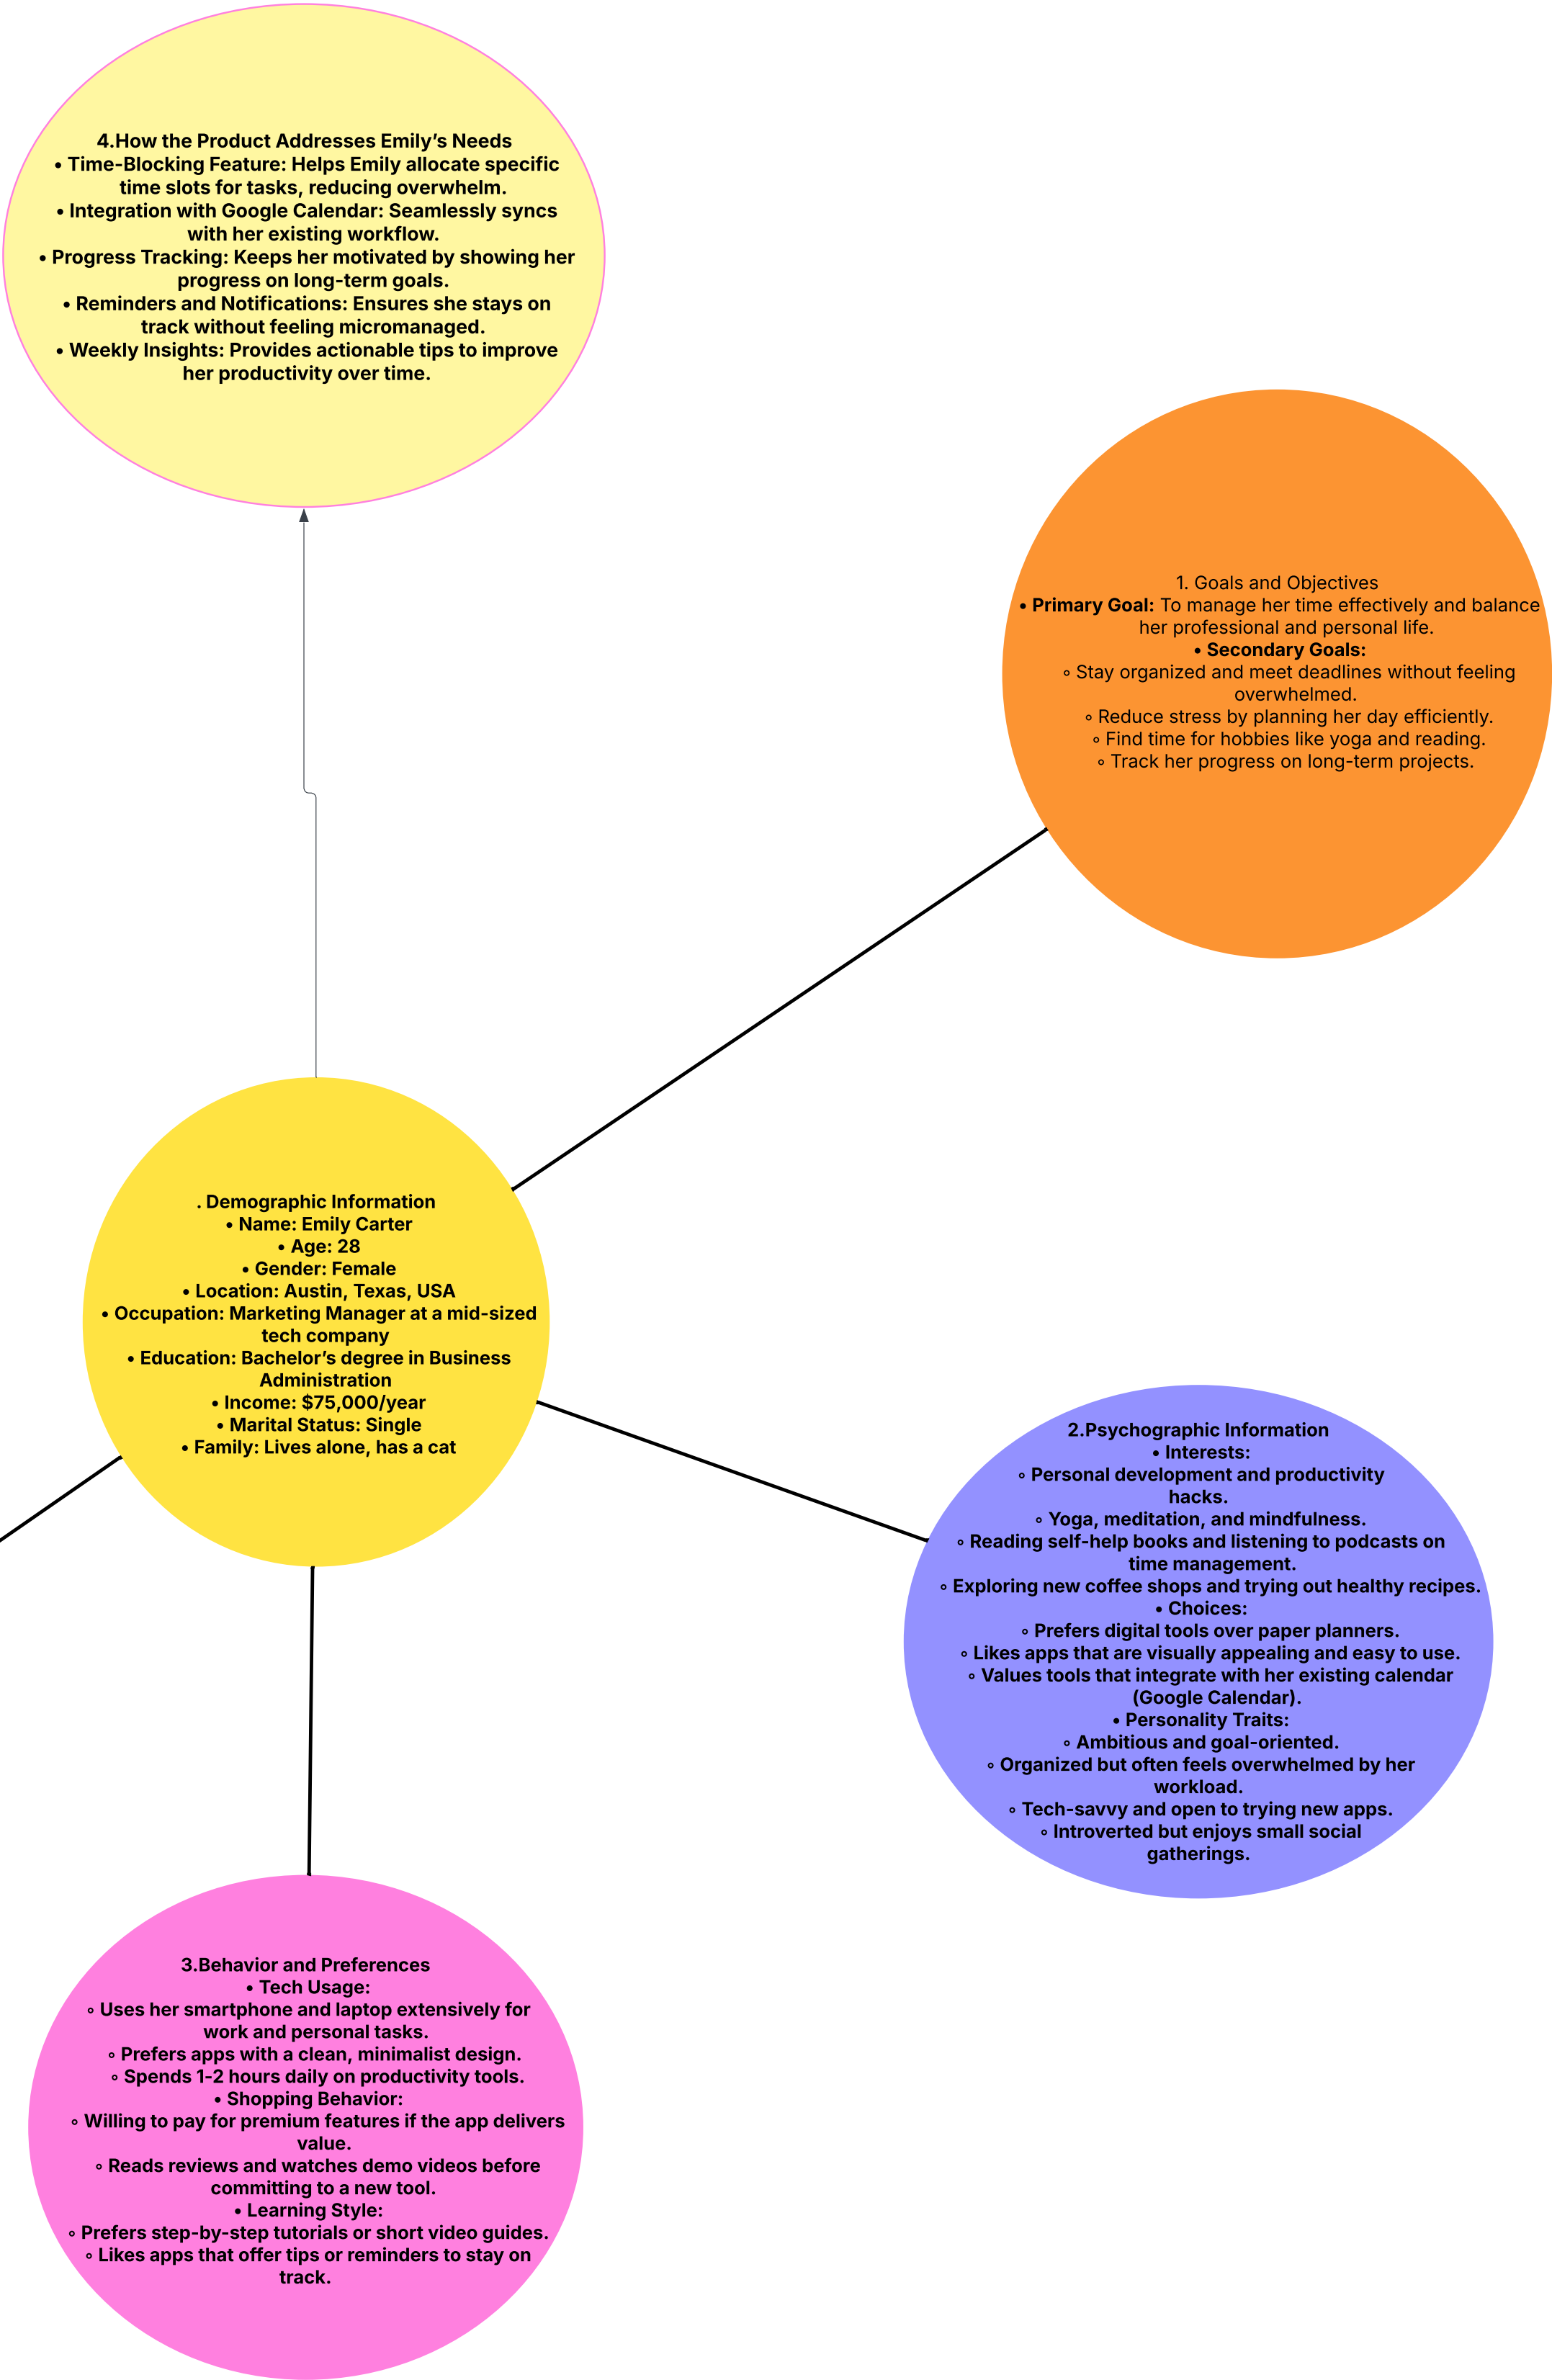 4.How the Product Addresses Emily’s Needs
• Time-Blocking Feature: Helps Emily allocate specific
time slots for tasks, reducing overwhelm.
• Integration with Google Calendar: Seamlessly syncs
with her existing workflow.
• Progress Tracking: Keeps her motivated by showing her
progress on long-term goals.
• Reminders and Notifications: Ensures she stays on
track without feeling micromanaged.
• Weekly Insights: Provides actionable tips to improve
her productivity over time.
1. Goals and Objectives
• Primary Goal: To manage her time effectively and balance
her professional and personal life.
• Secondary Goals:
◦ Stay organized and meet deadlines without feeling
overwhelmed.
◦ Reduce stress by planning her day efficiently.
◦ Find time for hobbies like yoga and reading.
◦ Track her progress on long-term projects.
. Demographic Information
• Name: Emily Carter
• Age: 28
• Gender: Female
• Location: Austin, Texas, USA
• Occupation: Marketing Manager at a mid-sized
tech company
• Education: Bachelor’s degree in Business
Administration
• Income: $75,000/year
• Marital Status: Single
• Family: Lives alone, has a cat
2.Psychographic Information
• Interests:
◦ Personal development and productivity
hacks.
◦ Yoga, meditation, and mindfulness.
◦ Reading self-help books and listening to podcasts on
time management.
◦ Exploring new coffee shops and trying out healthy recipes.
• Choices:
◦ Prefers digital tools over paper planners.
◦ Likes apps that are visually appealing and easy to use.
◦ Values tools that integrate with her existing calendar
(Google Calendar).
• Personality Traits:
◦ Ambitious and goal-oriented.
◦ Organized but often feels overwhelmed by her
workload.
◦ Tech-savvy and open to trying new apps.
◦ Introverted but enjoys small social
gatherings.
3.Behavior and Preferences
• Tech Usage:
◦ Uses her smartphone and laptop extensively for
work and personal tasks.
◦ Prefers apps with a clean, minimalist design.
◦ Spends 1-2 hours daily on productivity tools.
• Shopping Behavior:
◦ Willing to pay for premium features if the app delivers
value.
◦ Reads reviews and watches demo videos before
committing to a new tool.
• Learning Style:
◦ Prefers step-by-step tutorials or short video guides.
◦ Likes apps that offer tips or reminders to stay on
track.